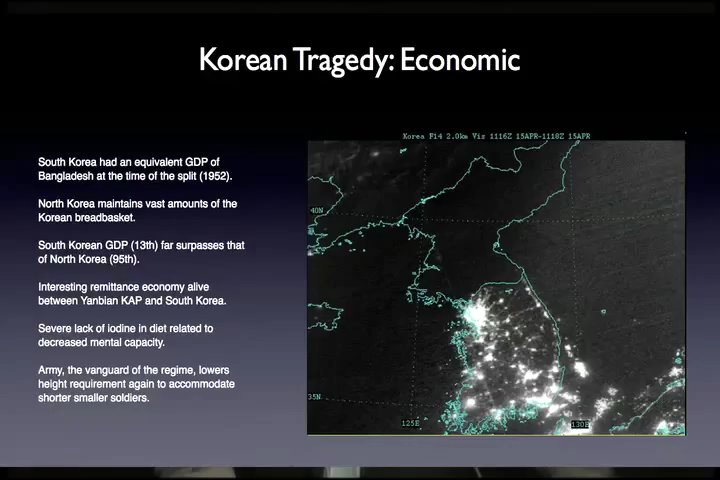 Korean Tragedy: Economic
Korea F14 2.0km Vis 1116Z 15APR-1118Z 15APR
South Korea had an equivalent GDP of
Bangladesh at the time of the split (1952).
North Korea maintains vast amounts of the
Korean breadbasket.
South Korean GDP (13th) far surpasses that
of North Korea (95th).
Interesting remittance economy alive
between Yanbian KAP and South Korea.
Severe lack of iodine in diet related to
decreased mental capacity.
Army, the vanguard of the regime, lowers
height requirement again to accommodate
shorter smaller soldiers.
40N
35N
125E
130E